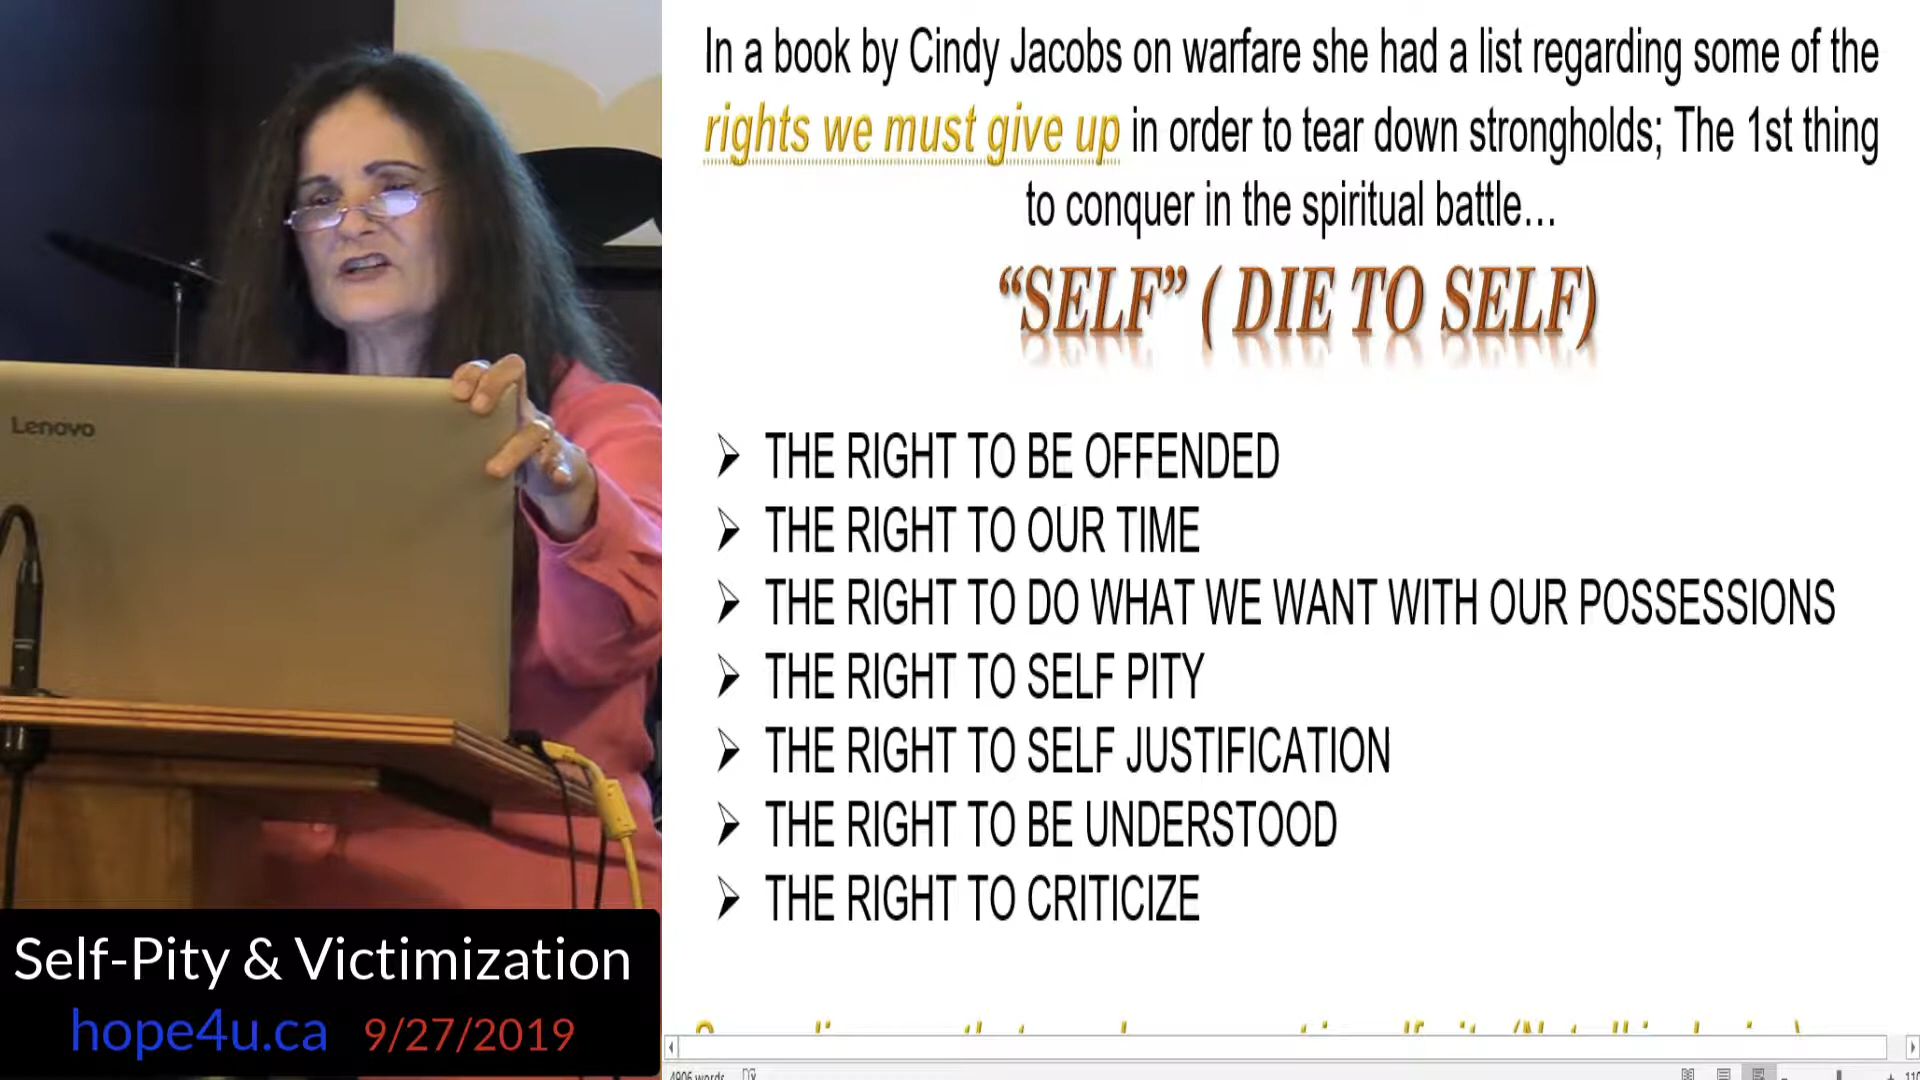 In a book by Cindy Jacobs on warfare she had a list regarding some of the
rights we must give up in order to tear down strongholds; The 1st thing
to conquer in the spiritual battle…
“SELF” ( DIE TO SELF)
THE RIGHT TO BE OFFENDED
THE RIGHT TO OUR TIME
THE RIGHT TO DO WHAT WE WANT WITH OUR POSSESSIONS
THE RIGHT TO SELF PITY
THE RIGHT TO SELF JUSTIFICATION
THE RIGHT TO BE UNDERSTOOD
THE RIGHT TO CRITICIZE
Lenovo
Self-Pity & Victimization
hope4u.ca 9/27/2019
4906 words